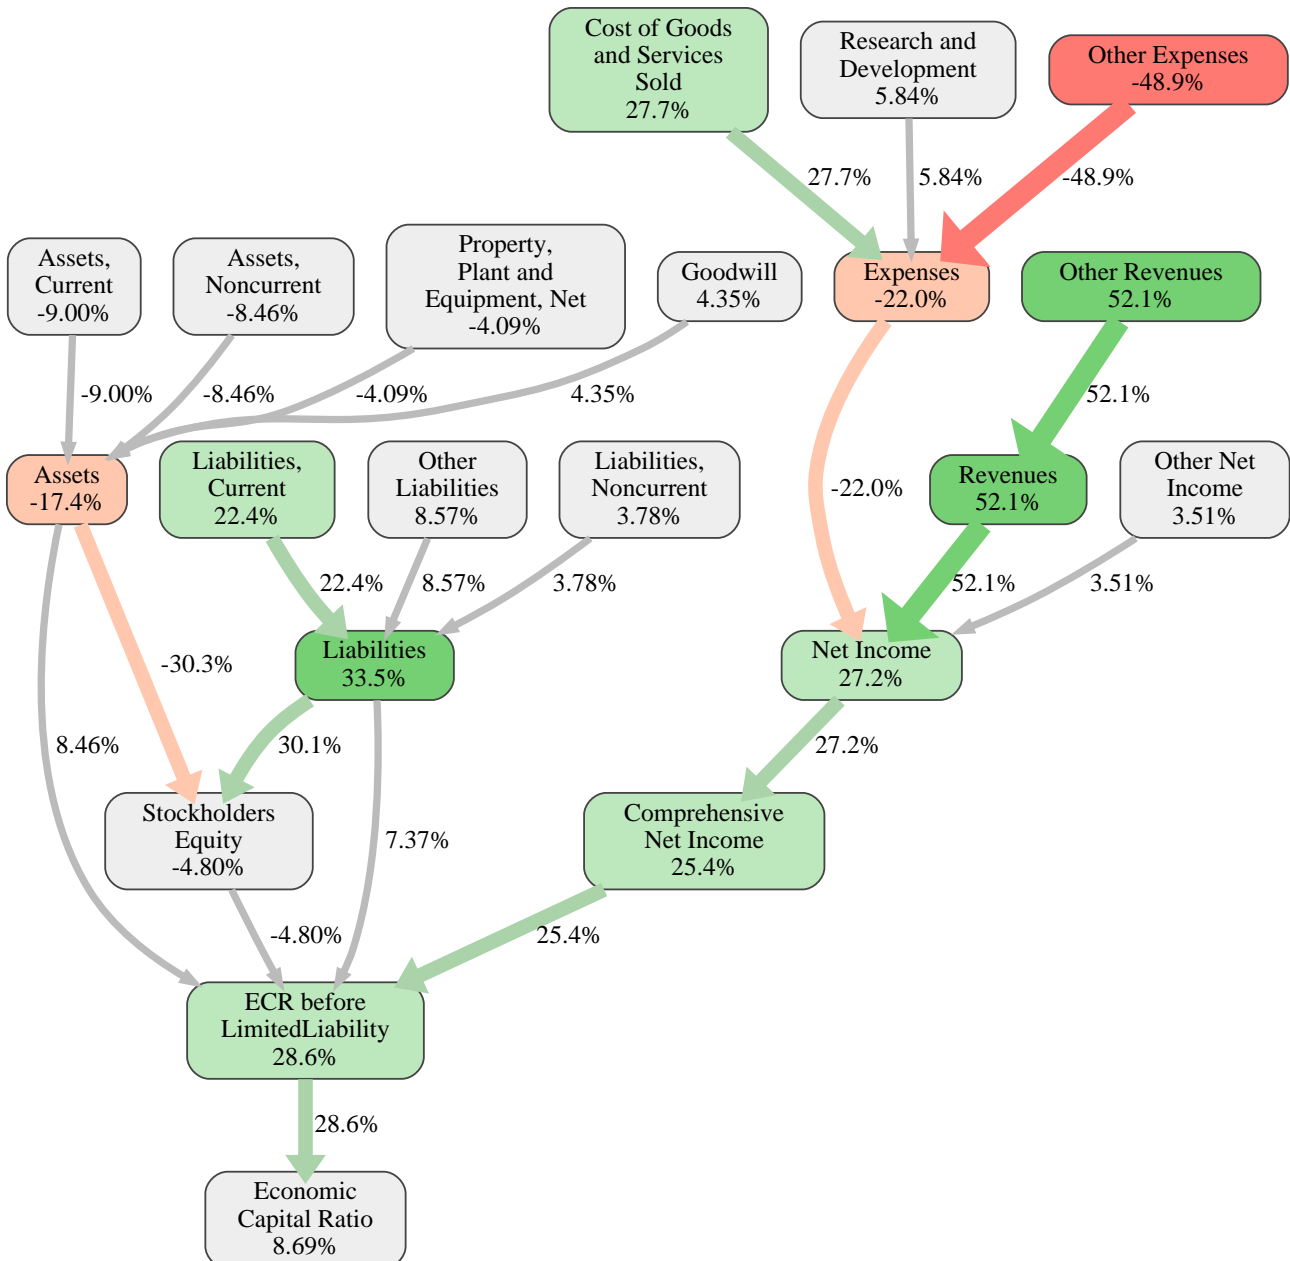 Cost of Goods
and Services
Sold
27.7%
Research and
Development
5.84%
Other Expenses
-48.9%
27.7%
5.84%
-48.9%
Assets,
Current
-9.00%
Assets,
Noncurrent
-8.46%
Property,
Plant and
Equipment, Net
-4.09%
Goodwill
4.35%
Expenses
-22.0%
Other Revenues
52.1%
-9.00%
-8.46%
-4.09%
4.35%
52.1%
Assets
-17.4%
Liabilities,
Current
22.4%
Other
Liabilities
8.57%
Liabilities,
Noncurrent
3.78%
-22.0%
Revenues
52.1%
Other Net
Income
3.51%
22.4%
8.57%
3.78%
52.1%
3.51%
-30.3%
Liabilities
33.5%
Net Income
27.2%
8.46%
30.1%
27.2%
Stockholders
Equity
-4.80%
7.37%
Comprehensive
Net Income
25.4%
-4.80%
25.4%
ECR before
LimitedLiability
28.6%
28.6%
Economic
Capital Ratio
8.69%